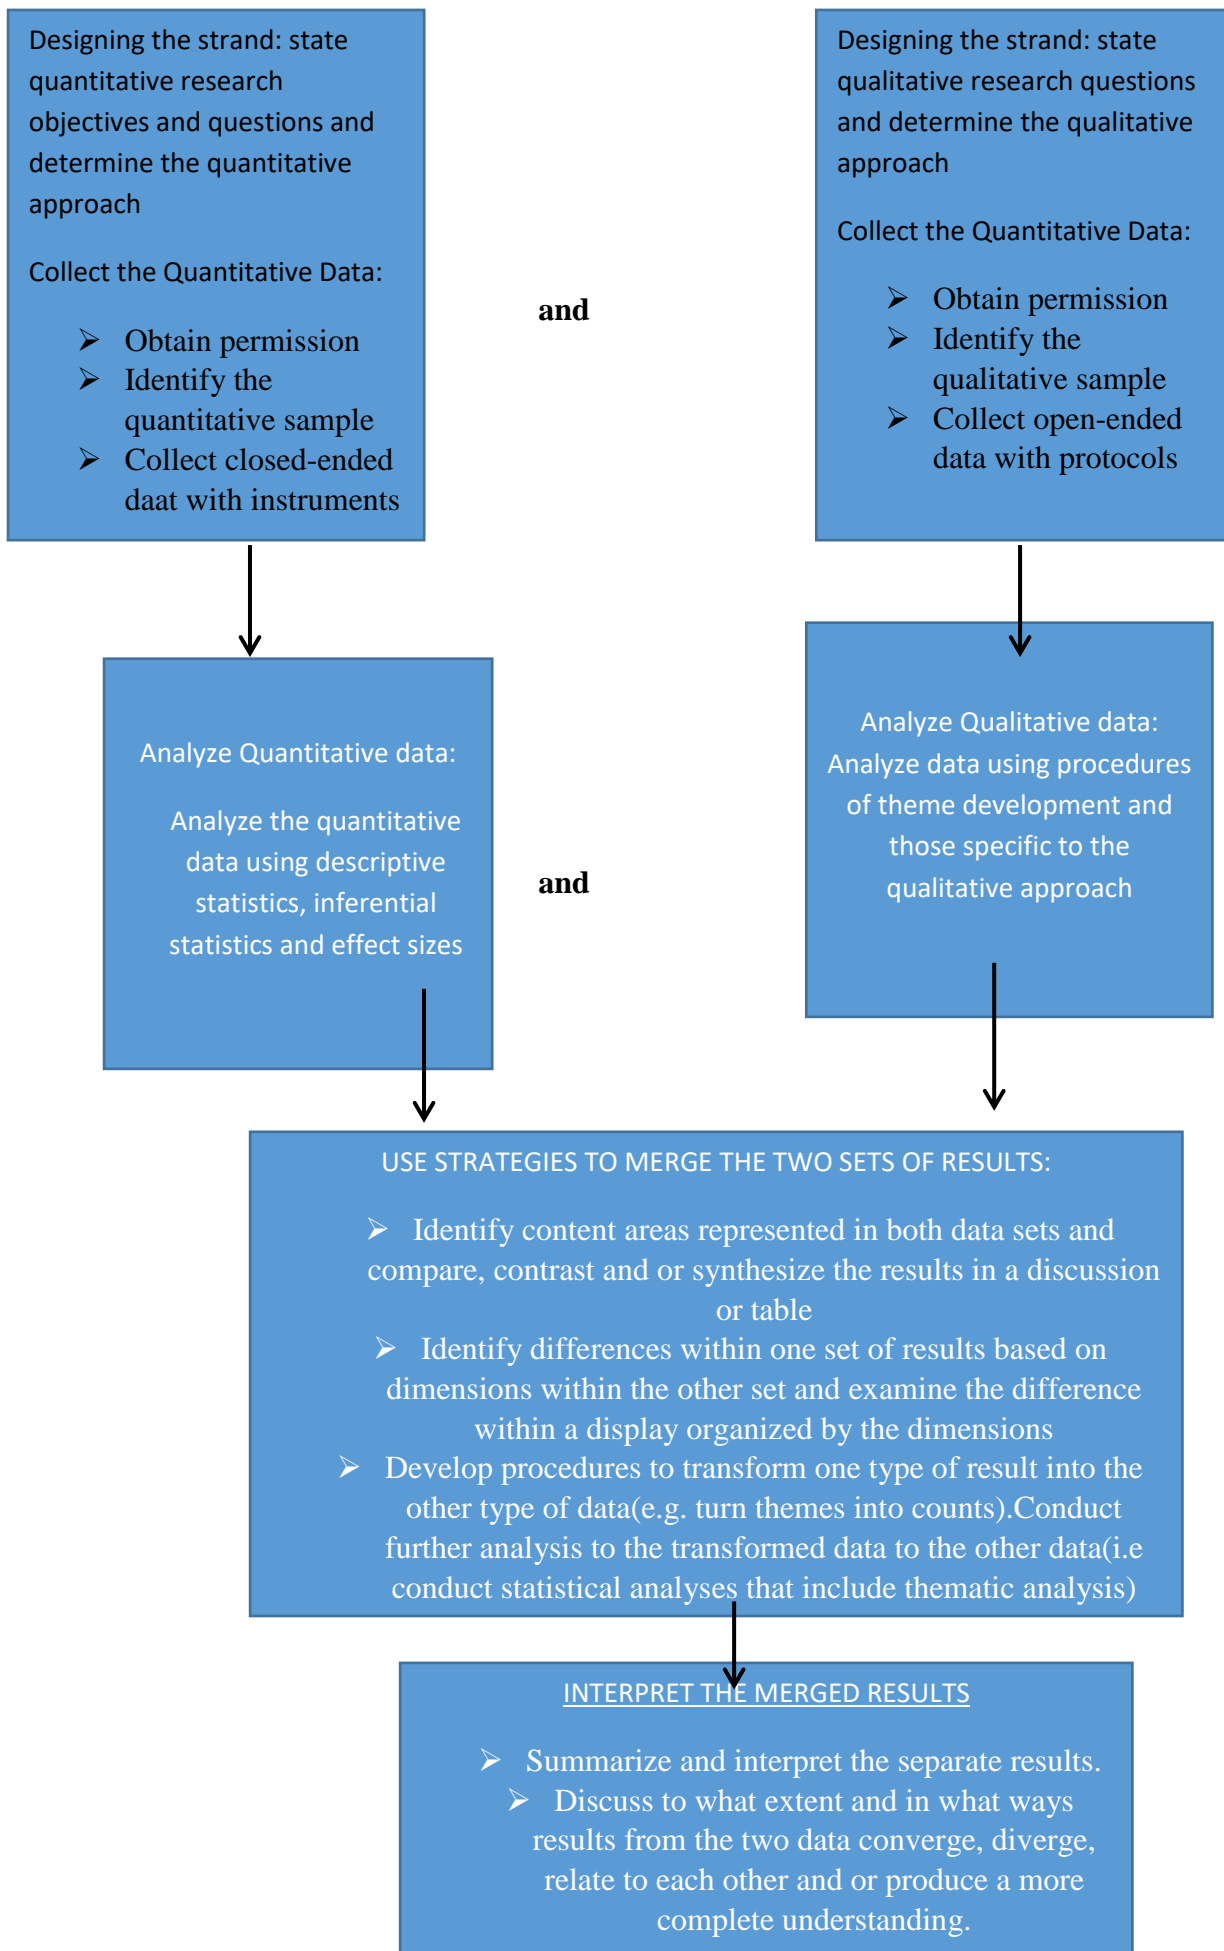 Designing the strand: state
quantitative research
objectives and questions and
determine the quantitative
approach
Collect the Quantitative Data:
➢ Obtain permission
➢ Identify the
quantitative sample
➢ Collect closed-ended
daat with instruments
and
Designing the strand: state
qualitative research questions
and determine the qualitative
approach
Collect the Quantitative Data:
➢ Obtain permission
➢ Identify the
qualitative sample
➢ Collect open-ended
data with protocols
Analyze Quantitative data:
Analyze the quantitative
data using descriptive
statistics, inferential
statistics and effect sizes
and
Analyze Qualitative data:
Analyze data using procedures
of theme development and
those specific to the
qualitative approach
USE STRATEGIES TO MERGE THE TWO SETS OF RESULTS:
➢ Identify content areas represented in both data sets and
compare, contrast and or synthesize the results in a discussion
or table
➢ Identify differences within one set of results based on
dimensions within the other set and examine the difference
within a display organized by the dimensions
➢ Develop procedures to transform one type of result into the
other type of data(e.g. turn themes into counts).Conduct
further analysis to the transformed data to the other data(i.e
conduct statistical analyses that include thematic analysis)
INTERPRET THE MERGED RESULTS
➢ Summarize and interpret the separate results.
➢ Discuss to what extent and in what ways
results from the two data converge, diverge,
relate to each other and or produce a more
complete understanding.